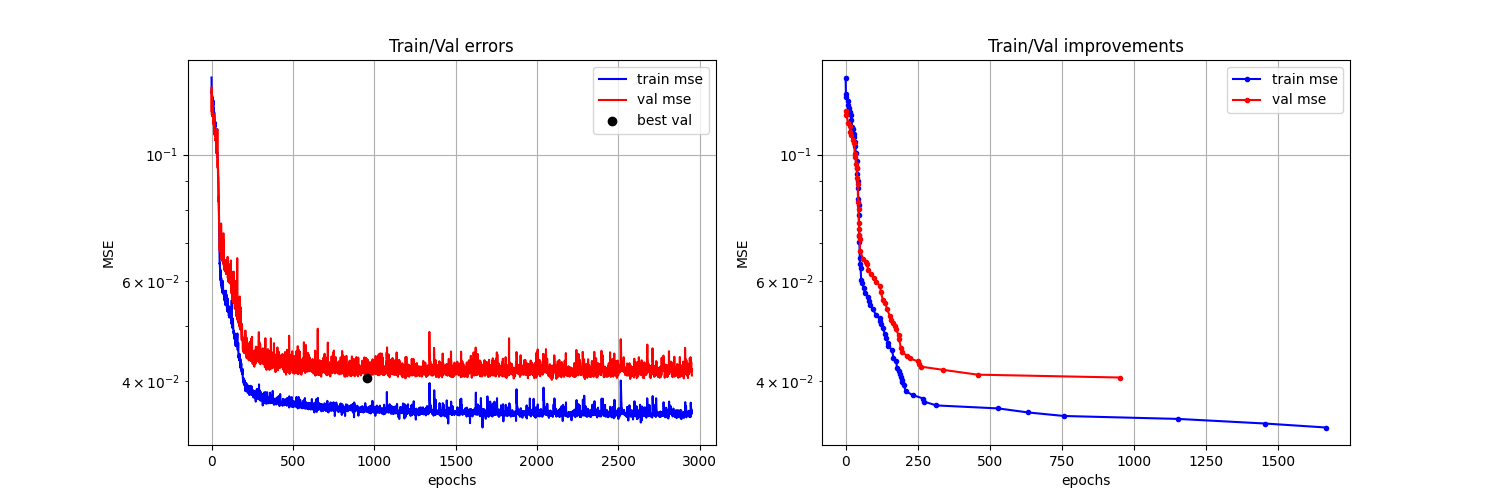 Train/Val errors
train mse
val mse
best val
MSE
10⁻¹
6 × 10⁻²
4 × 10⁻²
0 500 1000 1500 2000 2500 3000
epochs
Train/Val improvements
train mse
val mse
MSE
10⁻¹
6 × 10⁻²
4 × 10⁻²
0 250 500 750 1000 1250 1500
epochs